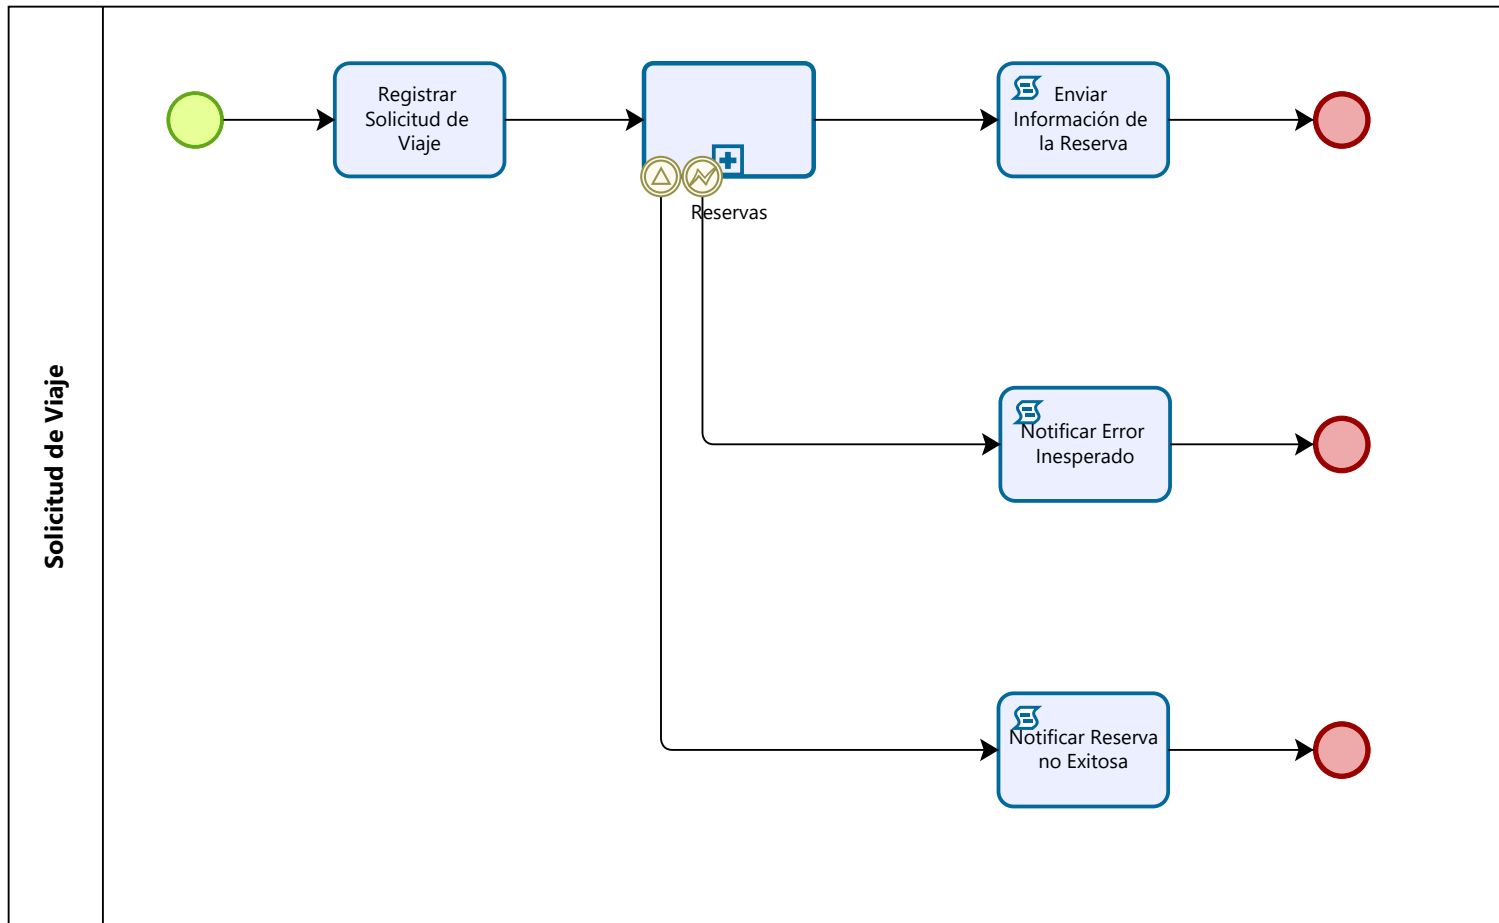 Solicitud de Viaje
Registrar
Solicitud de
Viaje
Reservas
Enviar
Información de
la Reserva
Notificar Error
Inesperado
Notificar Reserva
no Exitosa